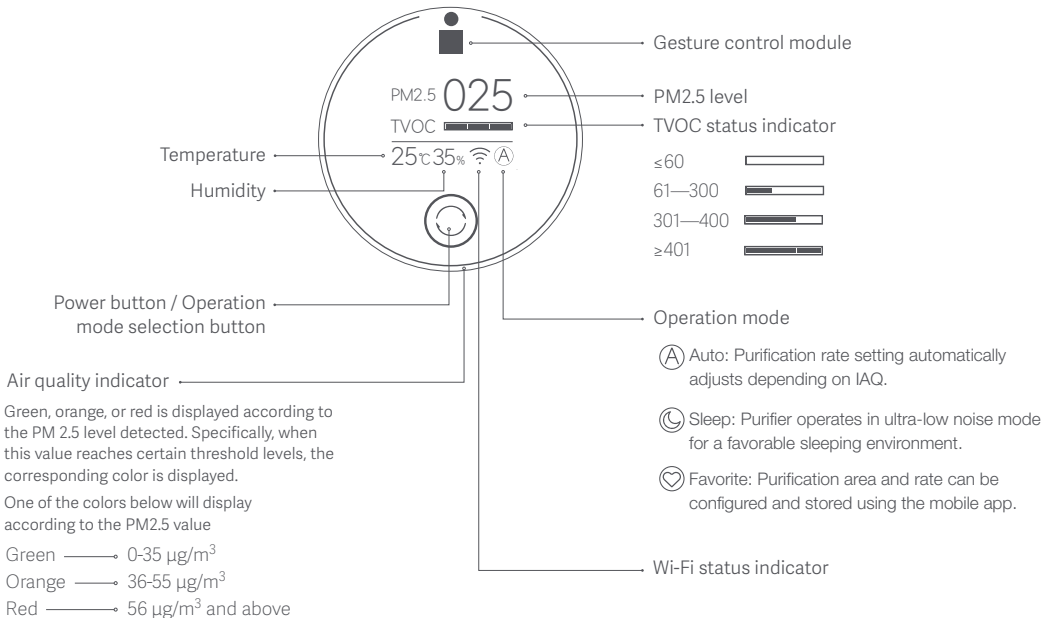 Gesture control module
PM2.5 025
PM2.5 level
TVOC
TVOC status indicator
Temperature
25℃ 35% A
Humidity
≤60
61—300
301—400
≥401
Power button / Operation
mode selection button
Operation mode
A Auto: Purification rate setting automatically
adjusts depending on IAQ.
Sleep: Purifier operates in ultra-low noise mode
for a favorable sleeping environment.
Favorite: Purification area and rate can be
configured and stored using the mobile app.
Wi-Fi status indicator
Air quality indicator
Green, orange, or red is displayed according to
the PM 2.5 level detected. Specifically, when
this value reaches certain threshold levels, the
corresponding color is displayed.
One of the colors below will display
according to the PM2.5 value
Green 0-35 µg/m³
Orange 36-55 µg/m³
Red 56 µg/m³ and above